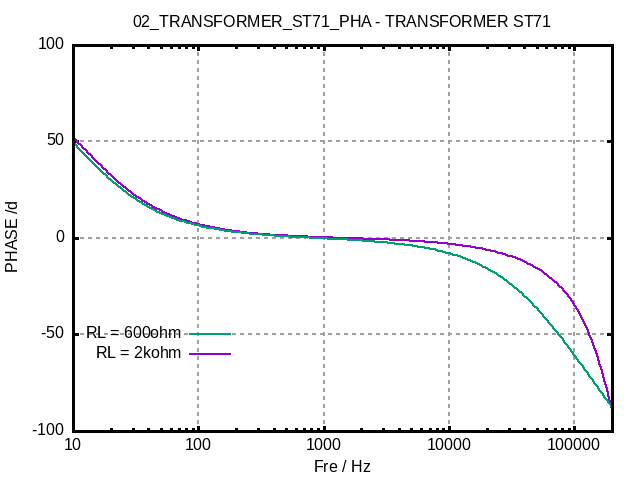 02_TRANSFORMER_ST71_PHA - TRANSFORMER ST71
100
50
0
-50
-100
PHASE /d
RL = 600ohm
RL = 2kohm
10 100 1000 10000 100000
Fre / Hz